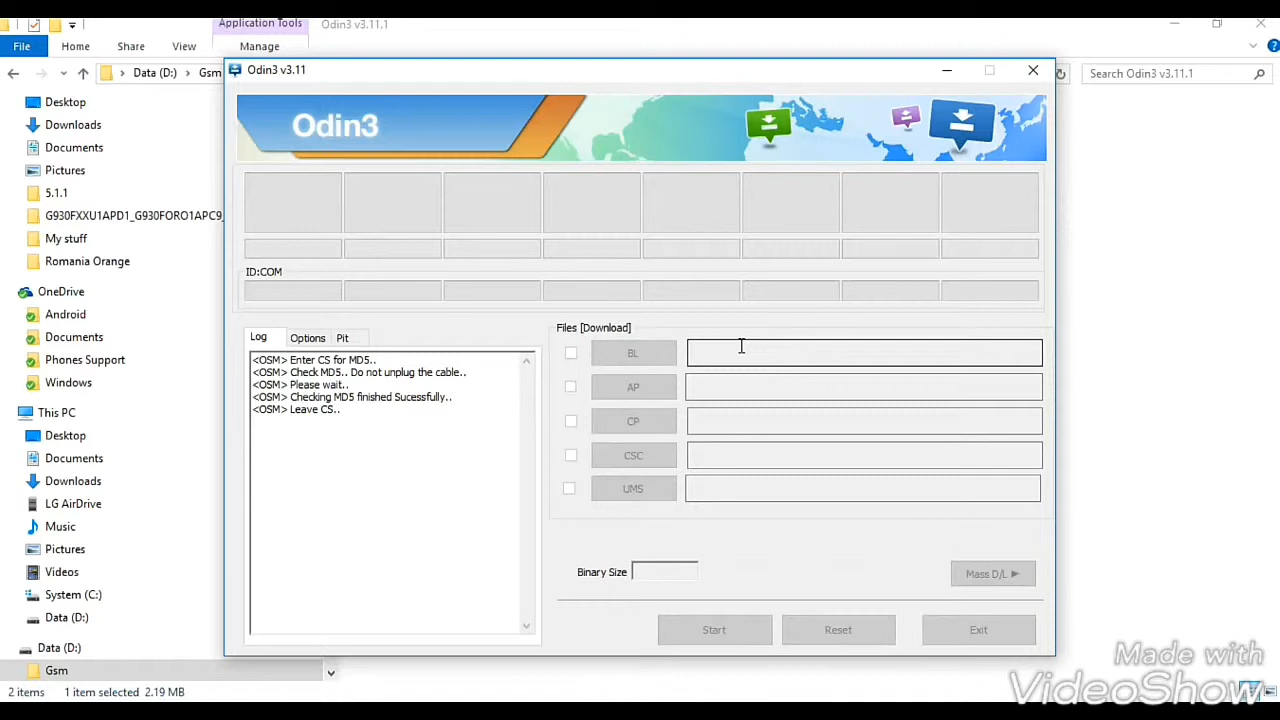 Application Tools
Odin3 v3.11.1
File
Home
Share
View
Manage
Data (D:)
Gsm
Search Odin3 v3.11.1
Desktop
Downloads
Documents
Pictures
5.1.1
G930FXXU1APD1_G930FORO1APC9_
My stuff
Romania Orange
OneDrive
Android
Documents
Phones Support
Windows
This PC
Desktop
Documents
Downloads
LG AirDrive
Music
Pictures
Videos
System (C:)
Data (D:)
Data (D:)
Gsm
2 items
1 item selected 2.19 MB
Odin3 v3.11
Odin3
ID:COM
Log
Options
Pit
<OSM> Enter CS for MD5..
<OSM> Check MD5.. Do not unplug the cable..
<OSM> Please wait..
<OSM> Checking MD5 finished Sucessfully..
<OSM> Leave CS..
Files [Download]
BL
AP
CP
CSC
UMS
Binary Size
Mass D/L ►
Start
Reset
Exit
Made with
VideoShow